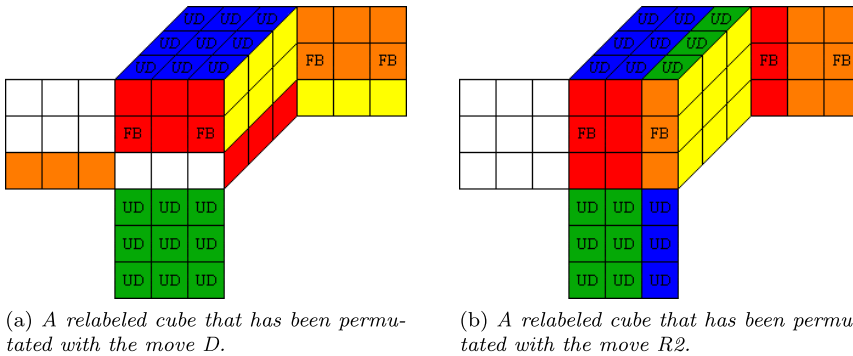 UD UD UD
UD UD UD
UD UD UD
FB FB
FB FB
UD UD UD
UD UD UD
UD UD UD
(a) A relabeled cube that has been permu-
tated with the move D.
UD UD UD
UD UD UD
UD UD UD
FB FB
FB FB
UD UD UD
UD UD UD
UD UD UD
(b) A relabeled cube that has been permu
tated with the move R2.